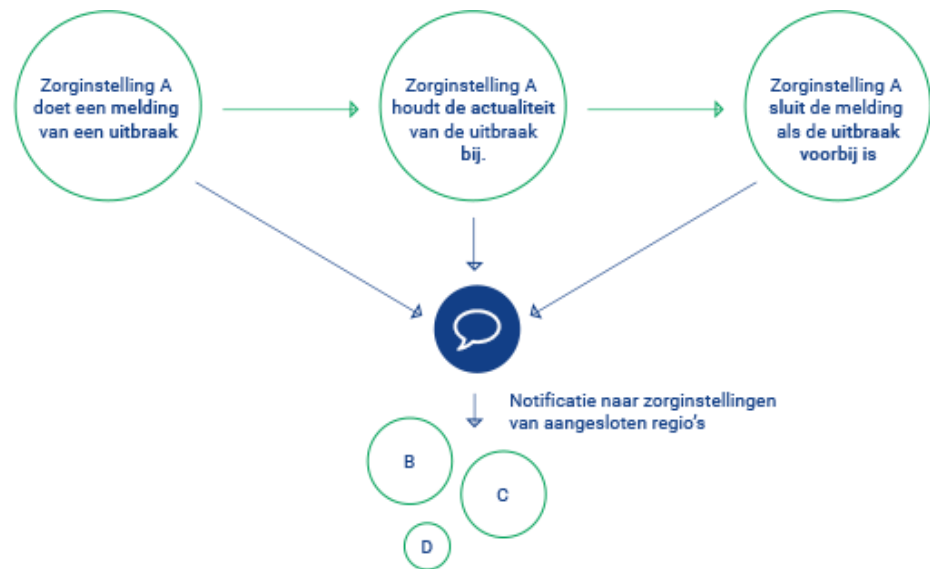 Zorginstelling A
doet een melding
van een uitbraak
Zorginstelling A
houdt de actualiteit
van de uitbraak
bij.
Zorginstelling A
sluit de melding
als de uitbraak
voorbij is
Notificatie naar zorginstellingen
van aangesloten regio's
B
C
D